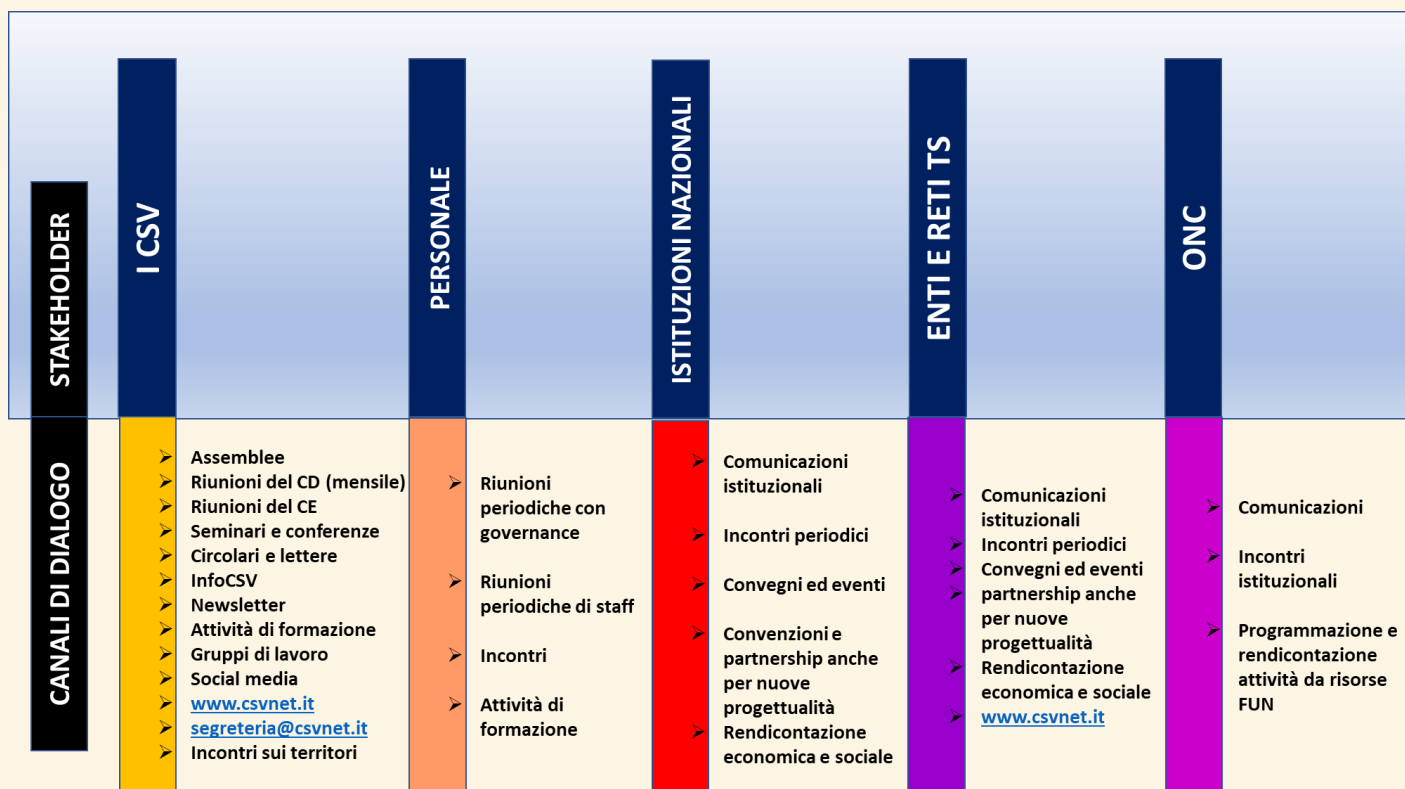 STAKEHOLDER
I CSV
PERSONALE
ISTITUZIONI NAZIONALI
ENTI E RETI TS
ONC
CANALI DI DIALOGO
Assemblee
Riunioni del CD (mensile)
Riunioni del CE
Seminari e conferenze
Circolari e lettere
InfoCSV
Newsletter
Attività di formazione
Gruppi di lavoro
Social media
www.csvnet.it
segreteria@csvnet.it
Incontri sui territori
Riunioni
periodiche con
governance
Riunioni
periodiche di staff
Incontri
Attività di
formazione
Comunicazioni
istituzionali
Incontri periodici
Convegni ed eventi
Convenzioni e
partnership anche
per nuove
progettualità
Rendicontazione
economica e sociale
Comunicazioni
istituzionali
Incontri periodici
Convegni ed eventi
partnership anche
per nuove
progettualità
Rendicontazione
economica e sociale
www.csvnet.it
Comunicazioni
Incontri
istituzionali
Programmazione e
rendicontazione
attività da risorse
FUN